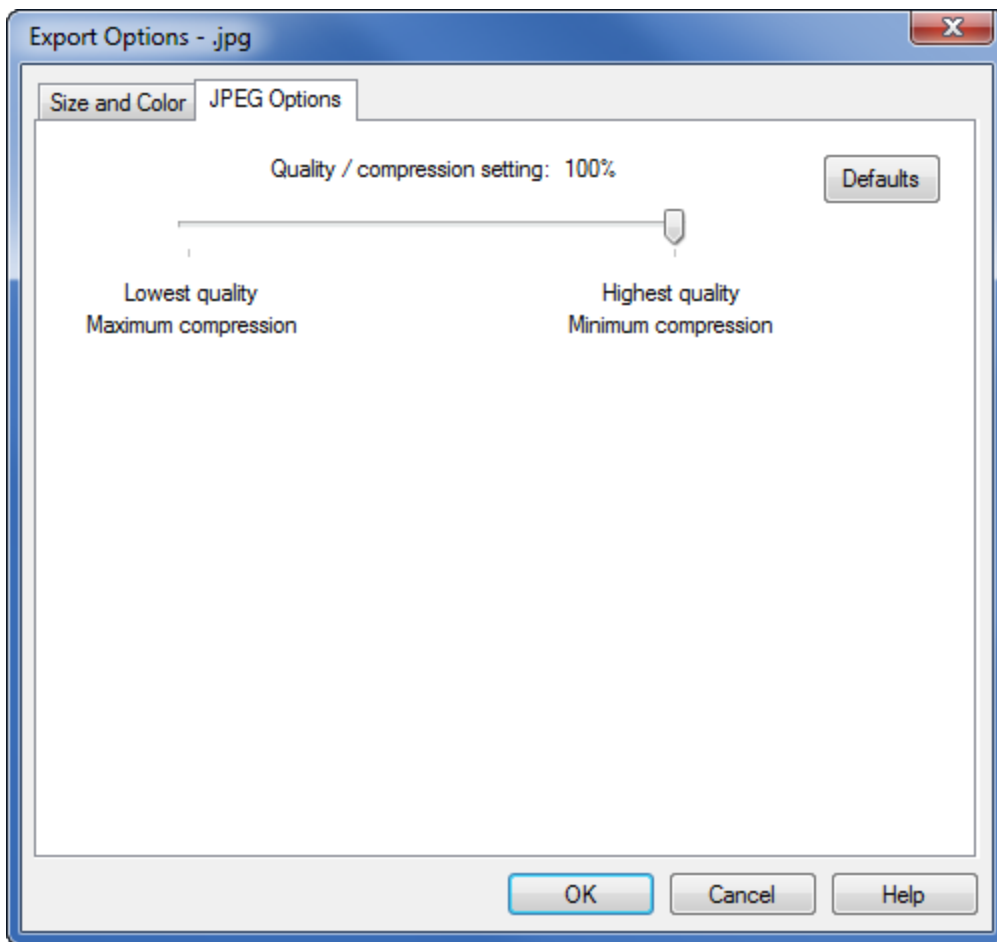 Export Options - .jpg
Size and Color
JPEG Options
Quality / compression setting: 100%
Defaults
Lowest quality
Maximum compression
Highest quality
Minimum compression
OK
Cancel
Help